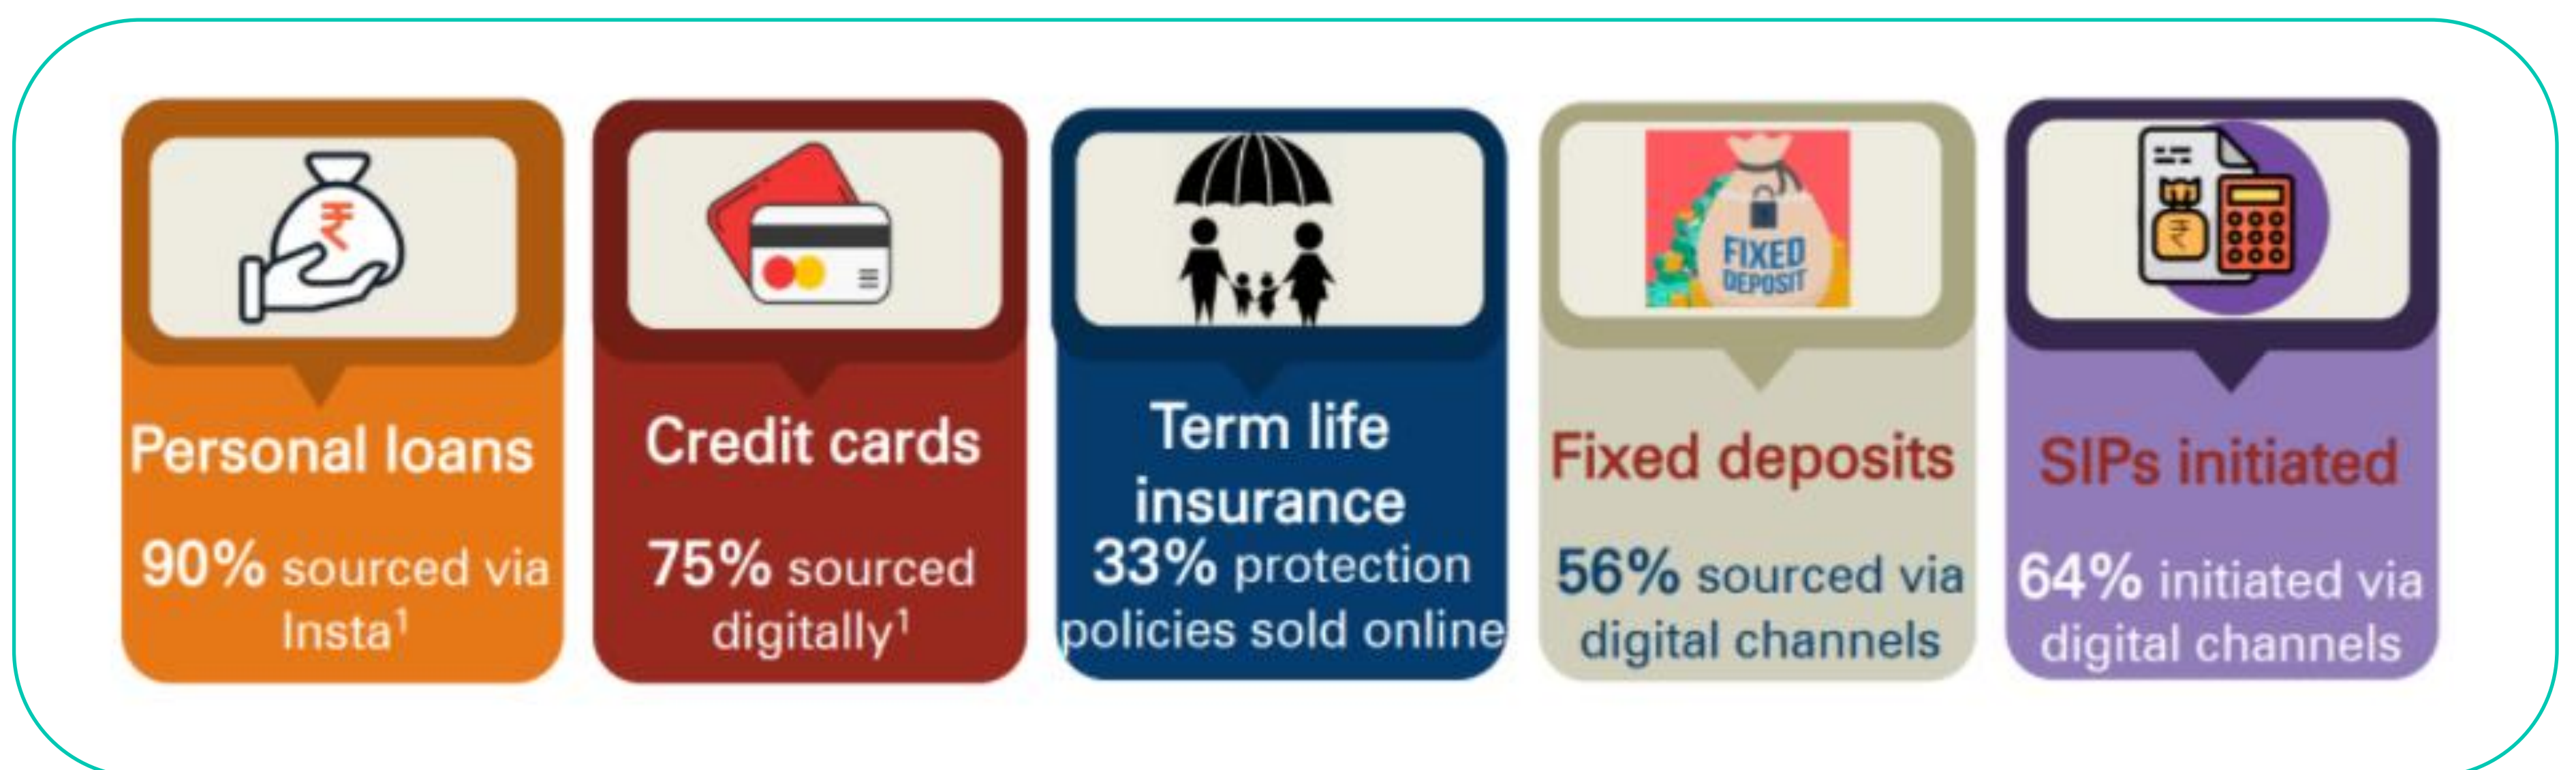 Personal loans
90% sourced via
Insta¹
Credit cards
75% sourced
digitally¹
Term life
insurance
33% protection
policies sold online
FIXED
DEPOSIT
Fixed deposits
56% sourced via
digital channels
₹
SIPs initiated
64% initiated via
digital channels